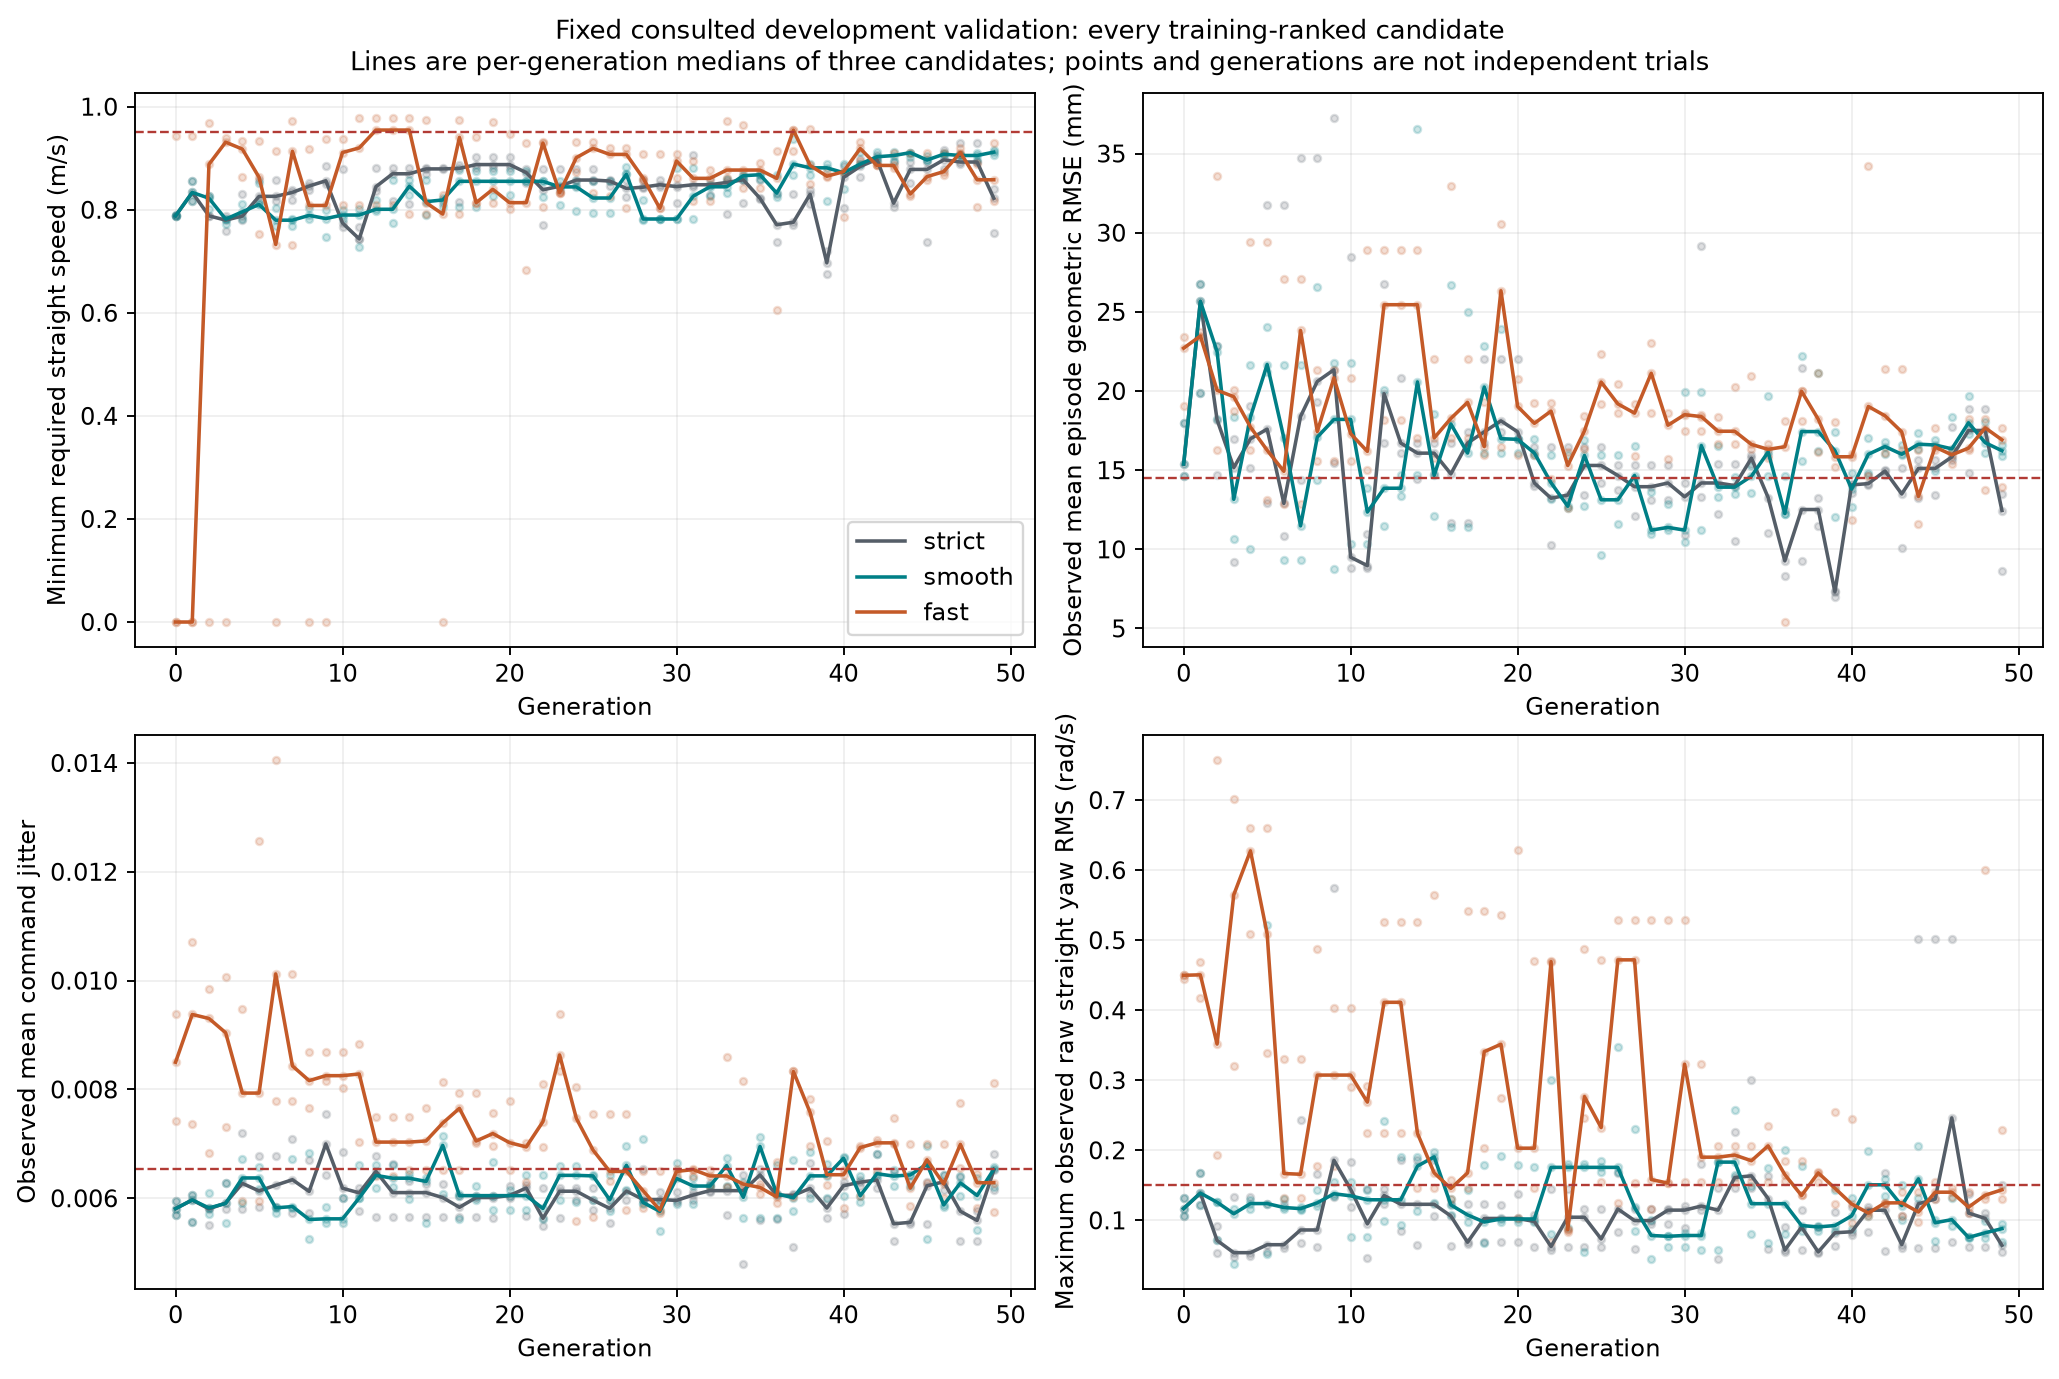 Fixed consulted development validation: every training-ranked candidate
Lines are per-generation medians of three candidates; points and generations are not independent trials
Minimum required straight speed (m/s)
1.0
0.8
0.6
0.4
0.2
0.0
strict
smooth
fast
0 10 20 30 40 50
Generation
Observed mean episode geometric RMSE (mm)
35
30
25
20
15
10
5
0 10 20 30 40 50
Generation
Observed mean command jitter
0.014
0.012
0.010
0.008
0.006
0 10 20 30 40 50
Generation
Maximum observed raw straight yaw RMS (rad/s)
0.7
0.6
0.5
0.4
0.3
0.2
0.1
0 10 20 30 40 50
Generation